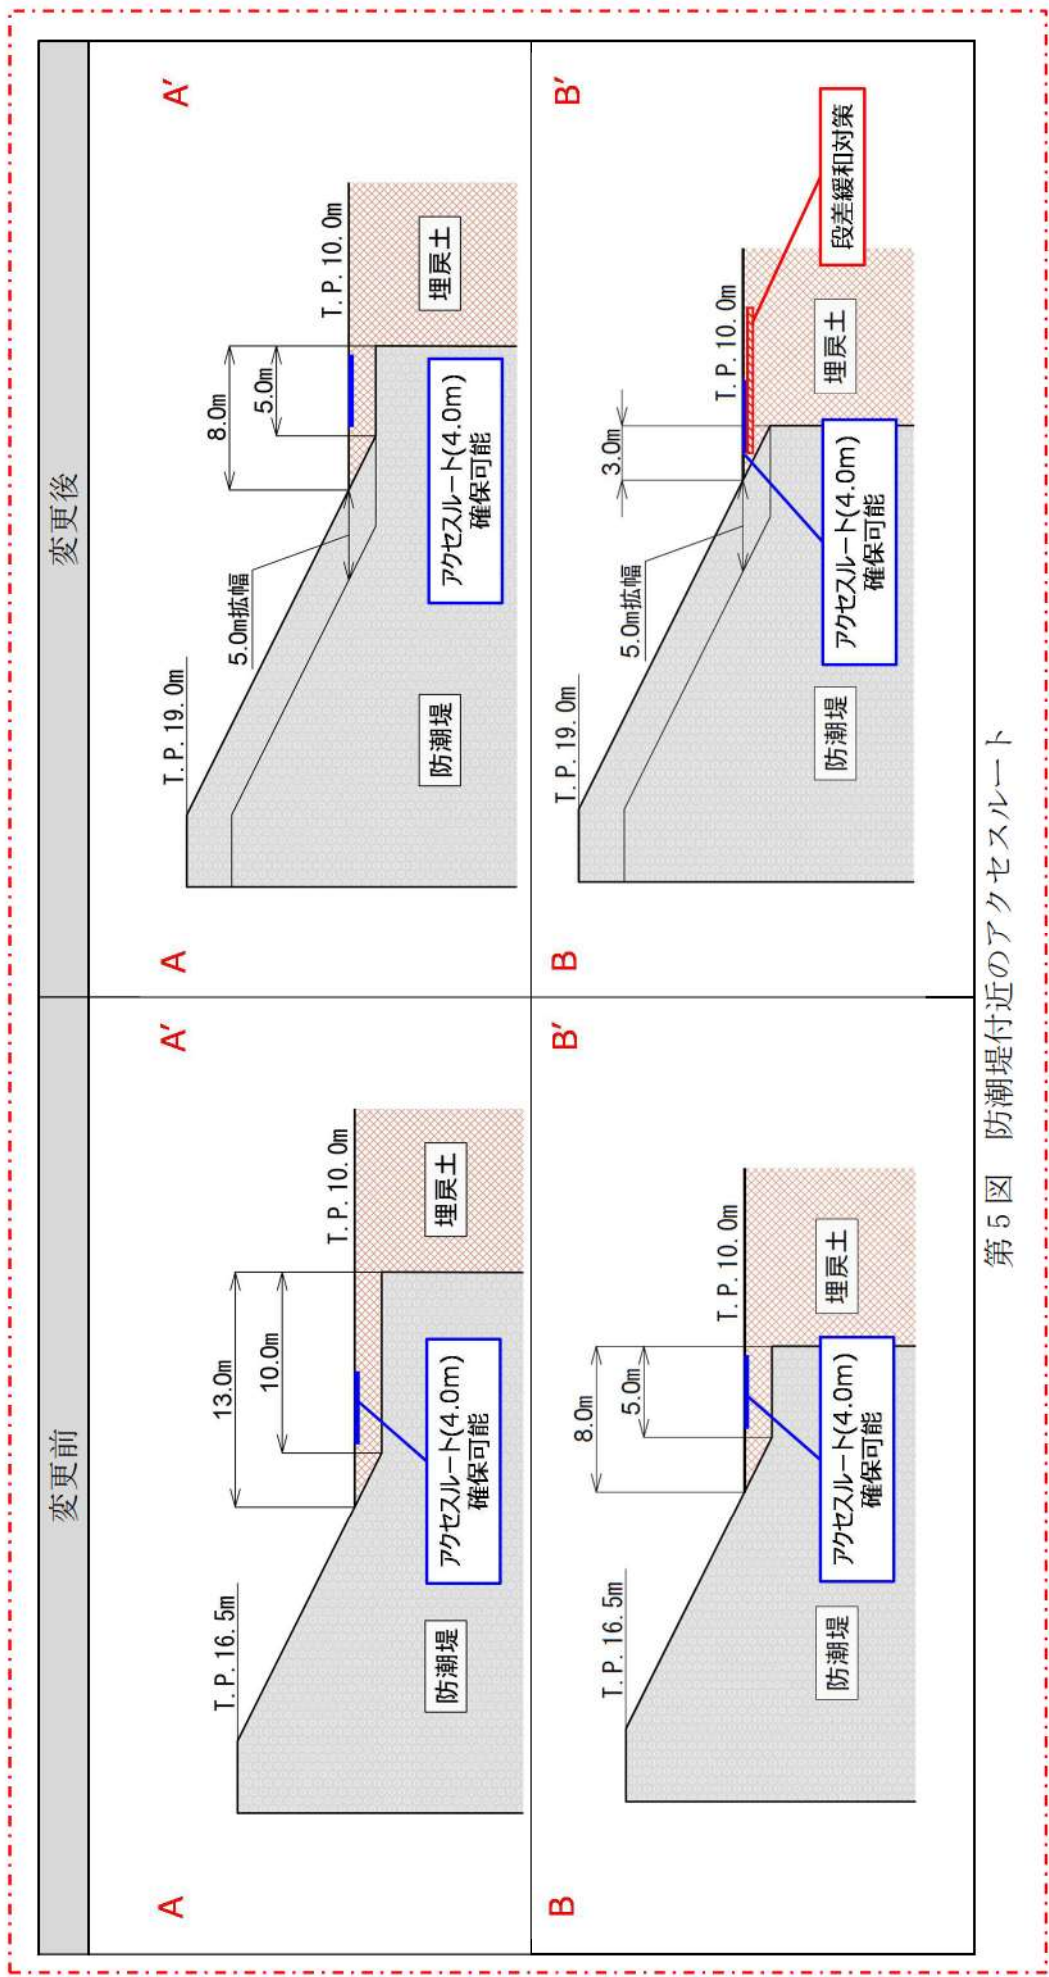 変更前
変更後
A
A′
T.P.16.5m
13.0m
10.0m
T.P.10.0m
防潮堤
アクセスルート(4.0m)
確保可能
埋戻土
A
A′
T.P.19.0m
5.0m拡幅
8.0m
5.0m
T.P.10.0m
防潮堤
アクセスルート(4.0m)
確保可能
埋戻土
B
B′
T.P.16.5m
8.0m
5.0m
T.P.10.0m
防潮堤
アクセスルート(4.0m)
確保可能
埋戻土
B
B′
T.P.19.0m
5.0m拡幅
3.0m
T.P.10.0m
防潮堤
アクセスルート(4.0m)
確保可能
埋戻土
段差緩和対策
第5図 防潮堤付近のアクセスルート